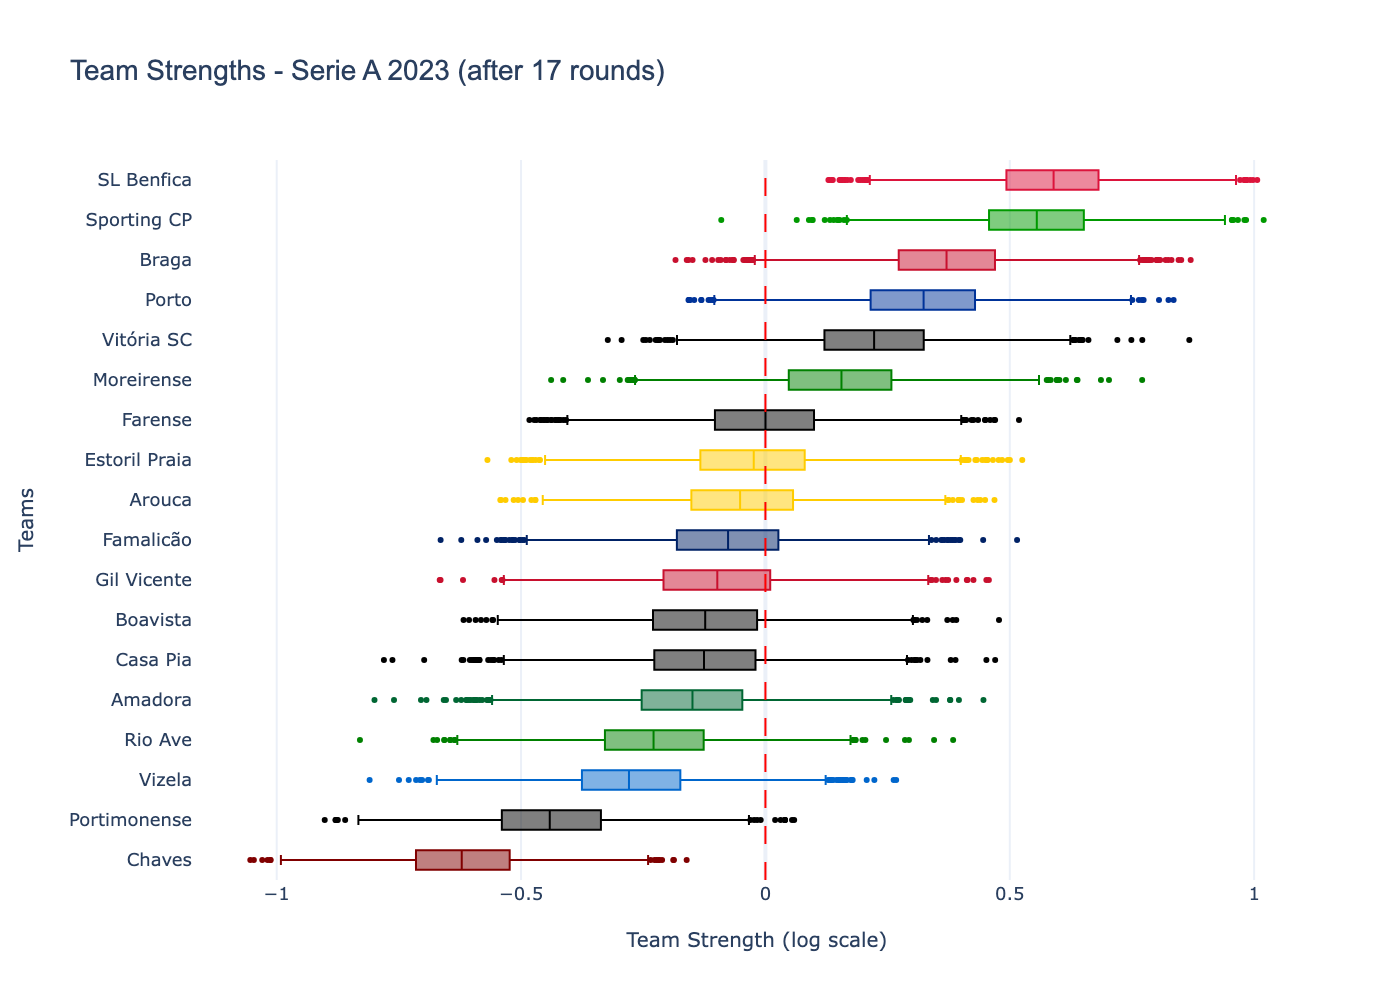 Team Strengths - Serie A 2023 (after 17 rounds)
SL Benfica
Sporting CP
Braga
Porto
Vitória SC
Moreirense
Farense
Estoril Praia
Arouca
Famalicão
Gil Vicente
Boavista
Casa Pia
Amadora
Rio Ave
Vizela
Portimonense
Chaves
Teams
−1 −0.5 0 0.5 1
Team Strength (log scale)